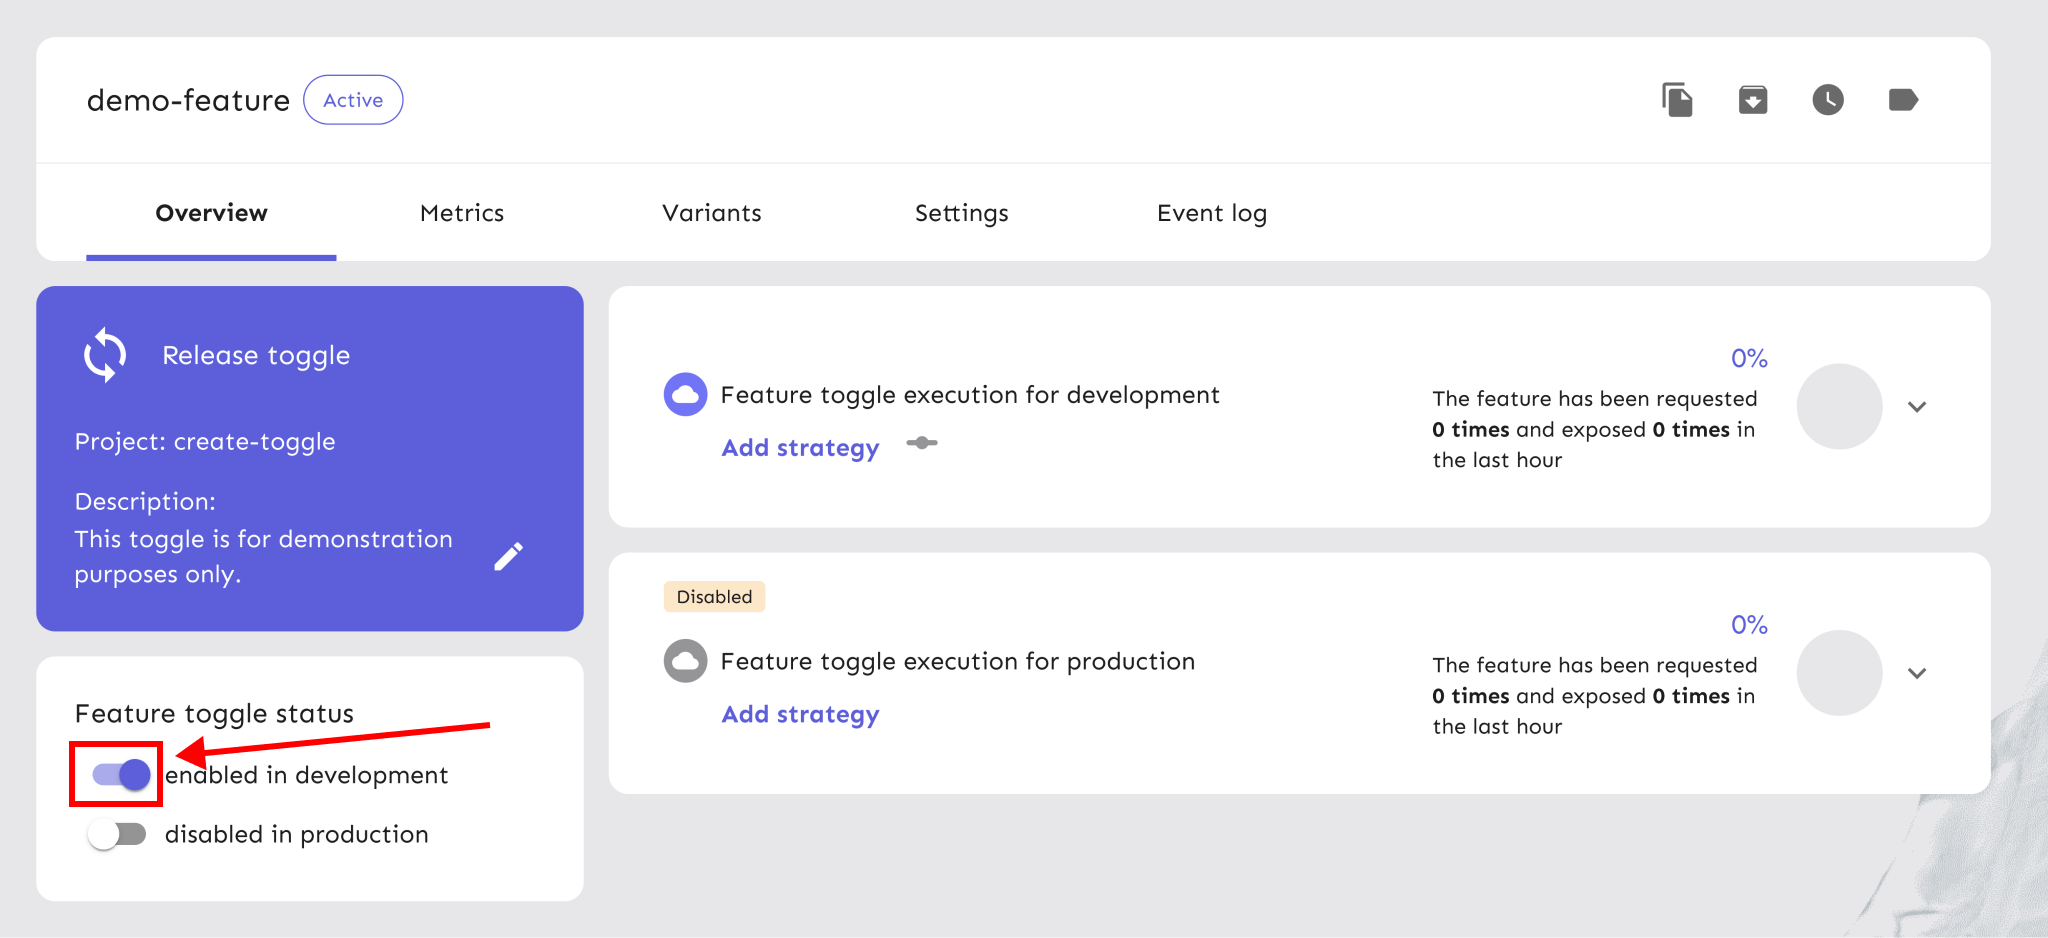 demo-feature Active
Overview Metrics Variants Settings Event log
Release toggle
Project: create-toggle
Description:
This toggle is for demonstration
purposes only.
Feature toggle status
enabled in development
disabled in production
Feature toggle execution for development
Add strategy
0%
The feature has been requested
0 times and exposed 0 times in
the last hour
Disabled
Feature toggle execution for production
Add strategy
0%
The feature has been requested
0 times and exposed 0 times in
the last hour